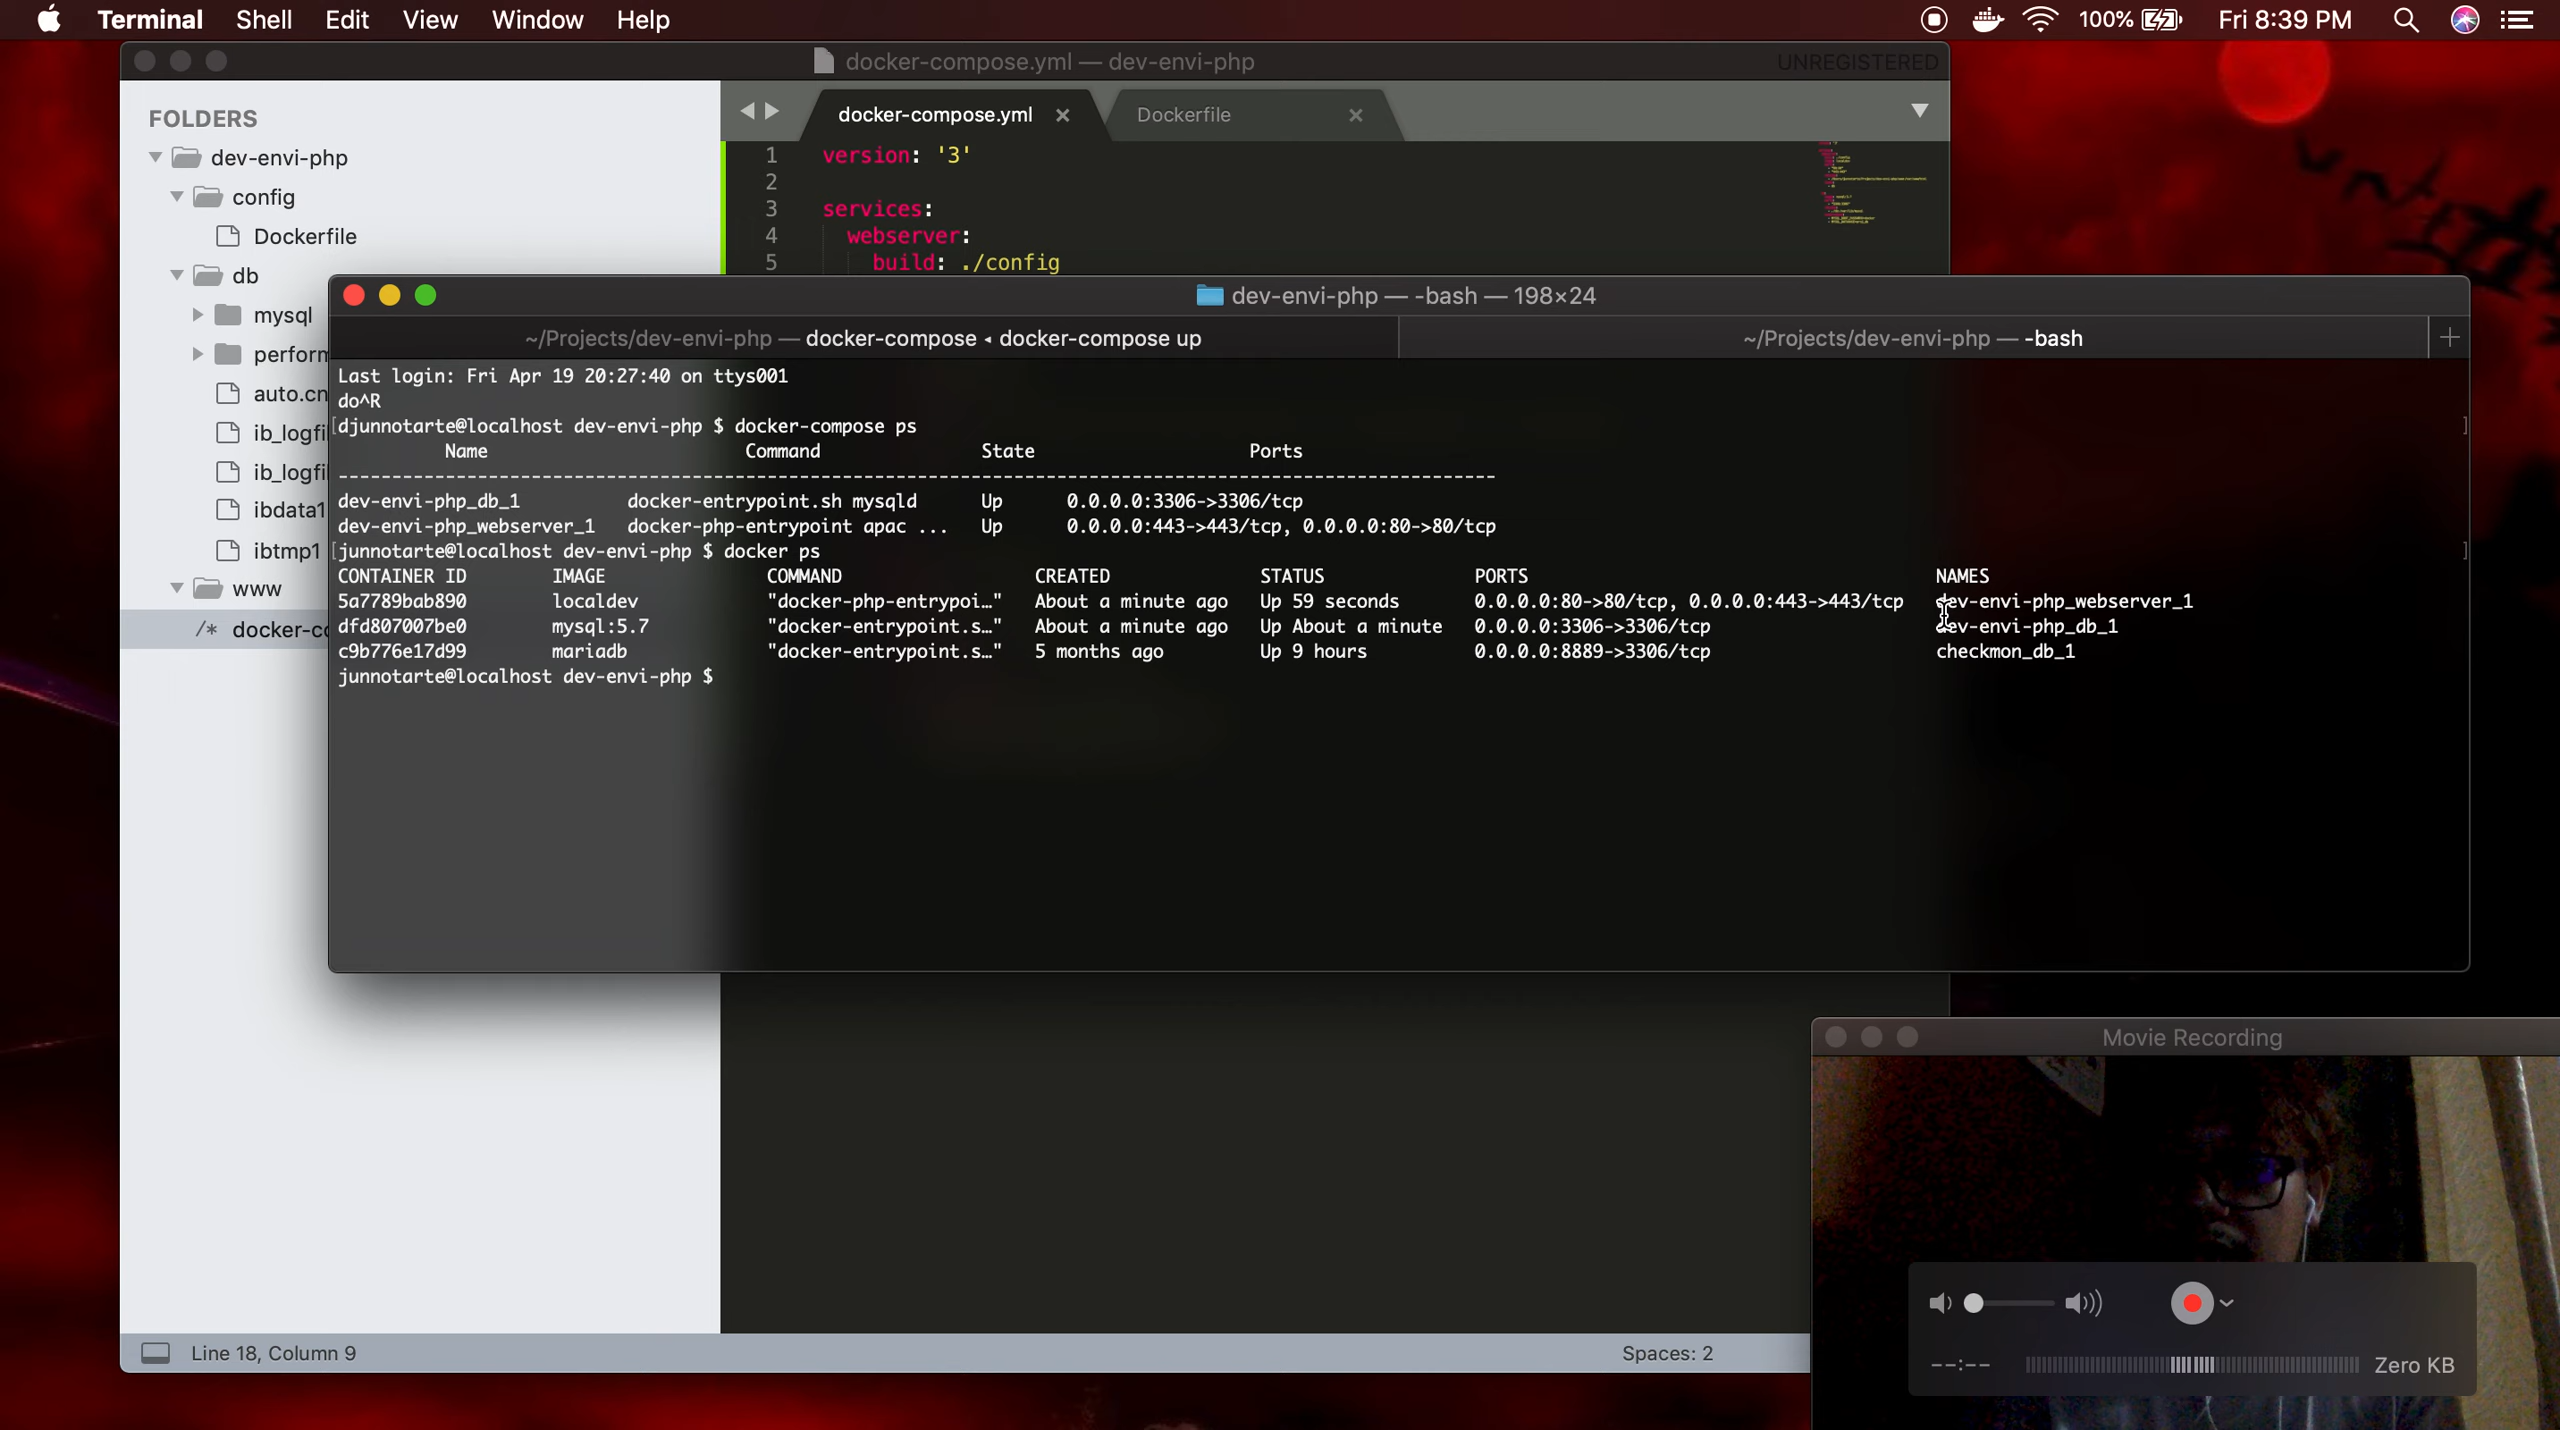 Terminal Shell Edit View Window Help 100% Fri 8:39 PM
docker-compose.yml — dev-envi-php UNREGISTERED
FOLDERS
dev-envi-php
config
Dockerfile
db
mysql
perform
auto.cn
ib_logfi
ib_logfi
ibdata1
ibtmp1
www
/* docker-co
docker-compose.yml Dockerfile
1 version: '3'
2
3 services:
4 webserver:
5 build: ./config
dev-envi-php — -bash — 198×24
~/Projects/dev-envi-php — docker-compose ◂ docker-compose up ~/Projects/dev-envi-php — -bash
Last login: Fri Apr 19 20:27:40 on ttys001
do^R
[djunnotarte@localhost dev-envi-php $ docker-compose ps ]
Name Command State Ports
-----------------------------------------------------------------------------------------------------------
dev-envi-php_db_1 docker-entrypoint.sh mysqld Up 0.0.0.0:3306->3306/tcp
dev-envi-php_webserver_1 docker-php-entrypoint apac ... Up 0.0.0.0:443->443/tcp, 0.0.0.0:80->80/tcp
[junnotarte@localhost dev-envi-php $ docker ps ]
CONTAINER ID IMAGE COMMAND CREATED STATUS PORTS NAMES
5a7789bab890 localdev "docker-php-entrypoi…" About a minute ago Up 59 seconds 0.0.0.0:80->80/tcp, 0.0.0.0:443->443/tcp dev-envi-php_webserver_1
dfd807007be0 mysql:5.7 "docker-entrypoint.s…" About a minute ago Up About a minute 0.0.0.0:3306->3306/tcp dev-envi-php_db_1
c9b776e17d99 mariadb "docker-entrypoint.s…" 5 months ago Up 9 hours 0.0.0.0:8889->3306/tcp checkmon_db_1
junnotarte@localhost dev-envi-php $
Movie Recording
--:-- Zero KB
Line 18, Column 9 Spaces: 2